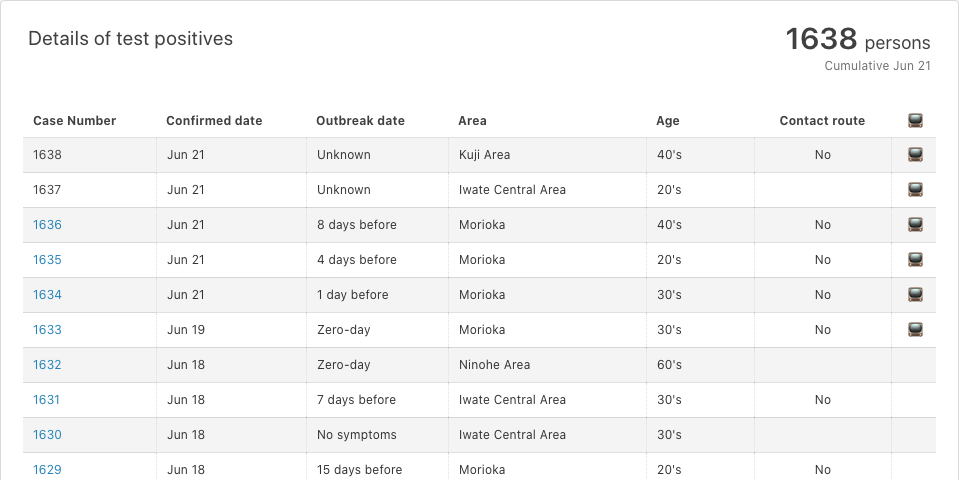 Details of test positives
1638 persons
Cumulative Jun 21
Case Number Confirmed date Outbreak date Area Age Contact route
1638 Jun 21 Unknown Kuji Area 40's No
1637 Jun 21 Unknown Iwate Central Area 20's
1636 Jun 21 8 days before Morioka 40's No
1635 Jun 21 4 days before Morioka 20's No
1634 Jun 21 1 day before Morioka 30's No
1633 Jun 19 Zero-day Morioka 30's No
1632 Jun 18 Zero-day Ninohe Area 60's
1631 Jun 18 7 days before Iwate Central Area 30's No
1630 Jun 18 No symptoms Iwate Central Area 30's
1629 Jun 18 15 days before Morioka 20's No